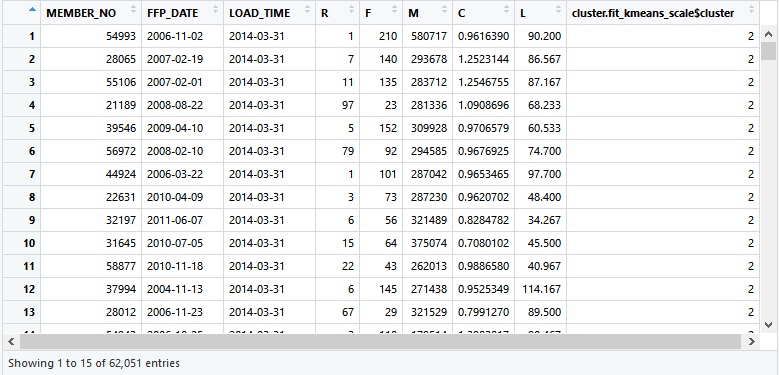 MEMBER_NO FFP_DATE LOAD_TIME R F M C L cluster.fit_kmeans_scale$cluster
1 54993 2006-11-02 2014-03-31 1 210 580717 0.9616390 90.200 2
2 28065 2007-02-19 2014-03-31 7 140 293678 1.2523144 86.567 2
3 55106 2007-02-01 2014-03-31 11 135 283712 1.2546755 87.167 2
4 21189 2008-08-22 2014-03-31 97 23 281336 1.0908696 68.233 2
5 39546 2009-04-10 2014-03-31 5 152 309928 0.9706579 60.533 2
6 56972 2008-02-10 2014-03-31 79 92 294585 0.9676925 74.700 2
7 44924 2006-03-22 2014-03-31 1 101 287042 0.9653465 97.700 2
8 22631 2010-04-09 2014-03-31 3 73 287230 0.9620702 48.400 2
9 32197 2011-06-07 2014-03-31 6 56 321489 0.8284782 34.267 2
10 31645 2010-07-05 2014-03-31 15 64 375074 0.7080102 45.500 2
11 58877 2010-11-18 2014-03-31 22 43 262013 0.9886580 40.967 2
12 37994 2004-11-13 2014-03-31 6 145 271438 0.9525349 114.167 2
13 28012 2006-11-23 2014-03-31 67 29 321529 0.7991270 89.500 2
Showing 1 to 15 of 62,051 entries